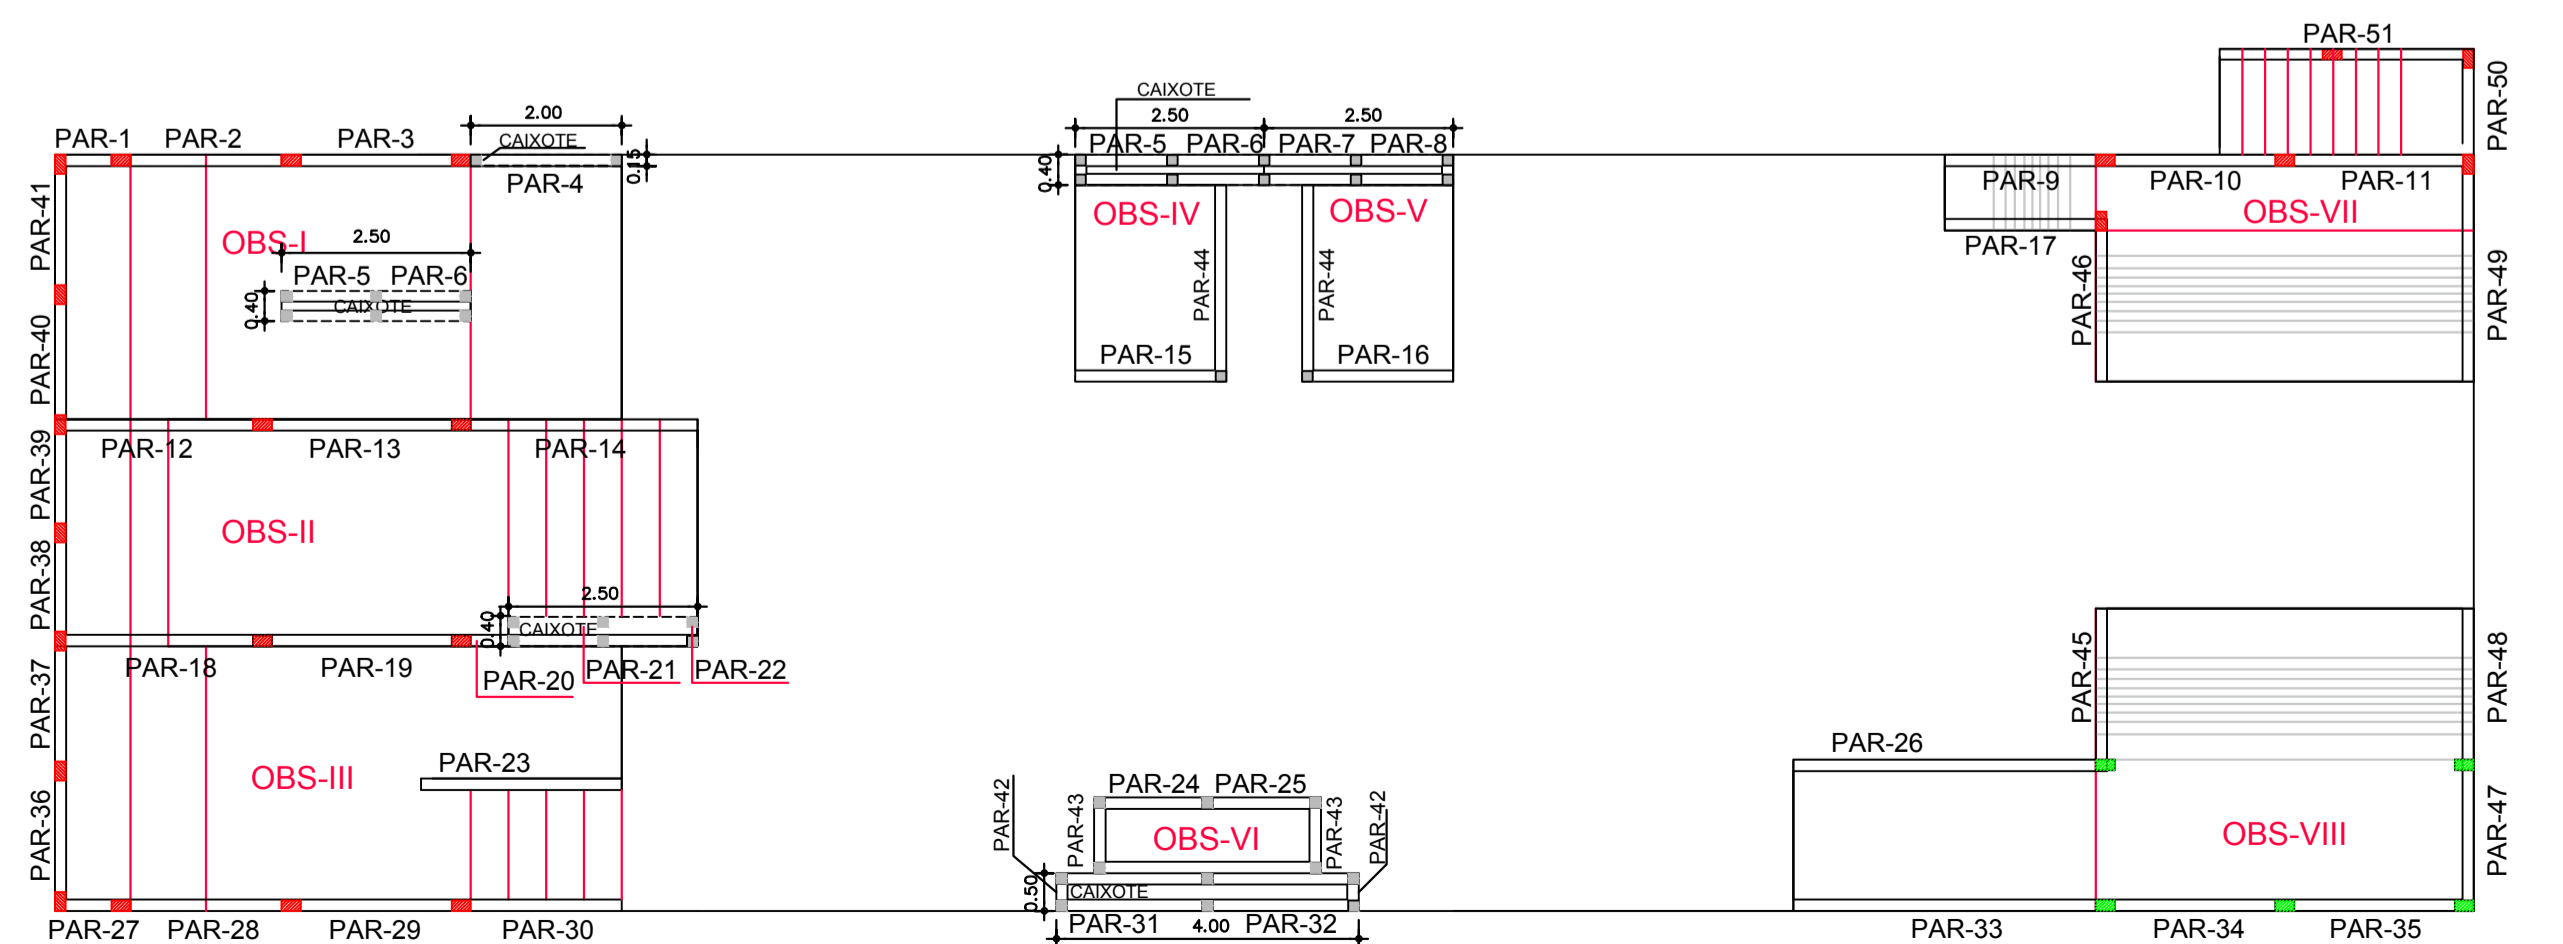 PAR-51
PAR-50
CAIXOTE
2.00
2.50
2.50
PAR-1
PAR-2
PAR-3
CAIXOTE
PAR-5
PAR-6
PAR-7
PAR-8
0.15
0.40
PAR-4
PAR-9
PAR-10
PAR-11
PAR-41
OBS-I
2.50
OBS-IV
OBS-V
OBS-VII
PAR-17
PAR-5
PAR-6
0.40
CAIXOTE
PAR-44
PAR-44
PAR-46
PAR-49
PAR-40
PAR-15
PAR-16
PAR-39
PAR-12
PAR-13
PAR-14
OBS-II
PAR-38
2.50
0.40
CAIXOTE
PAR-18
PAR-19
PAR-20
PAR-21
PAR-22
PAR-45
PAR-48
PAR-37
PAR-23
PAR-26
OBS-III
PAR-24
PAR-25
PAR-42
PAR-43
OBS-VI
PAR-43
PAR-42
OBS-VIII
PAR-36
PAR-47
0.50
CAIXOTE
PAR-27
PAR-28
PAR-29
PAR-30
PAR-31
4.00
PAR-32
PAR-33
PAR-34
PAR-35